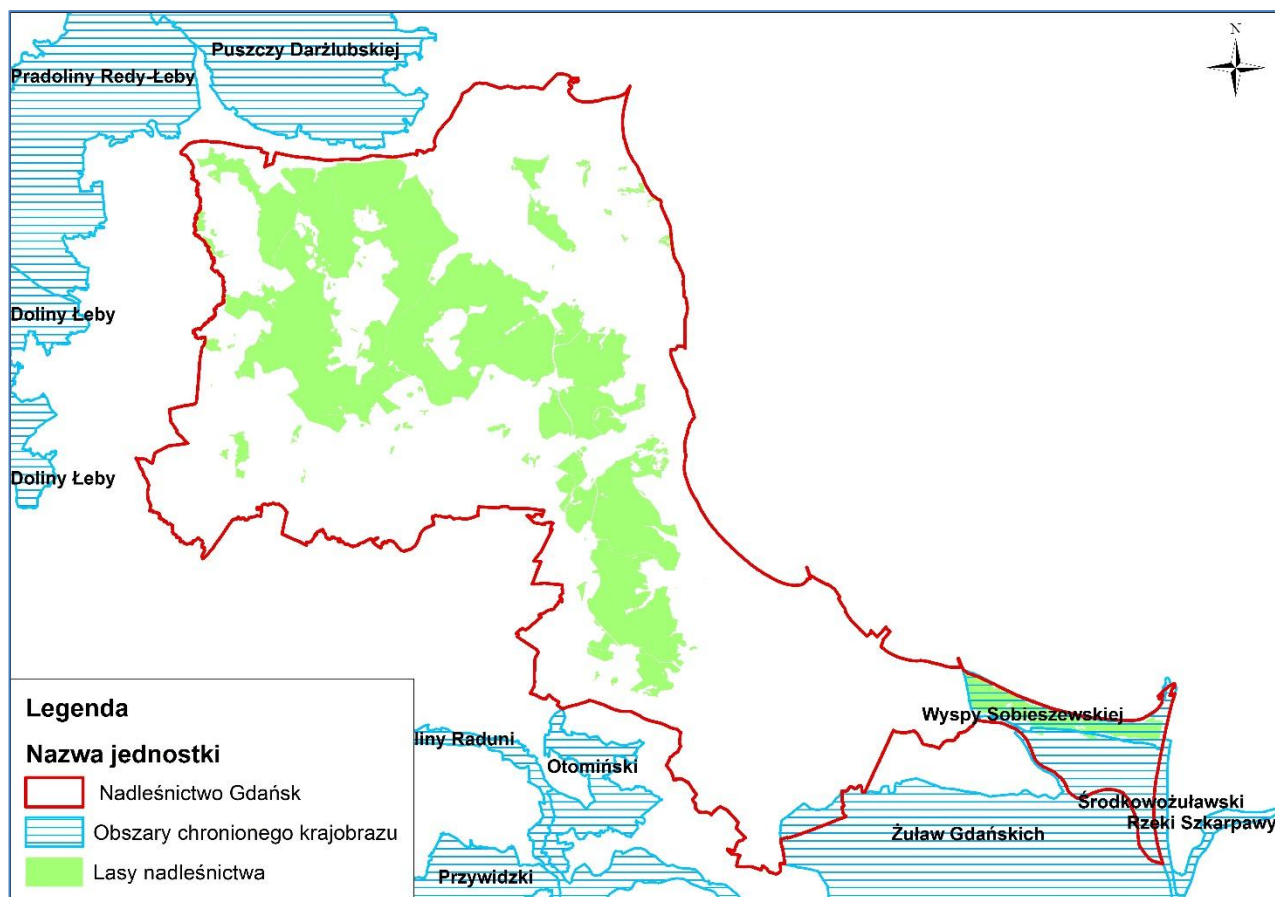 N
Puszczy Darżlubskiej
Pradoliny Redy-Łeby
Doliny Łeby
Doliny Łeby
Wyspy Sobieszewskiej
liny Raduni
Otomiński
Środkowożuławski
Rzeki Szkarpawy
Żuław Gdańskich
Przywidzki
Legenda
Nazwa jednostki
Nadleśnictwo Gdańsk
Obszary chronionego krajobrazu
Lasy nadleśnictwa